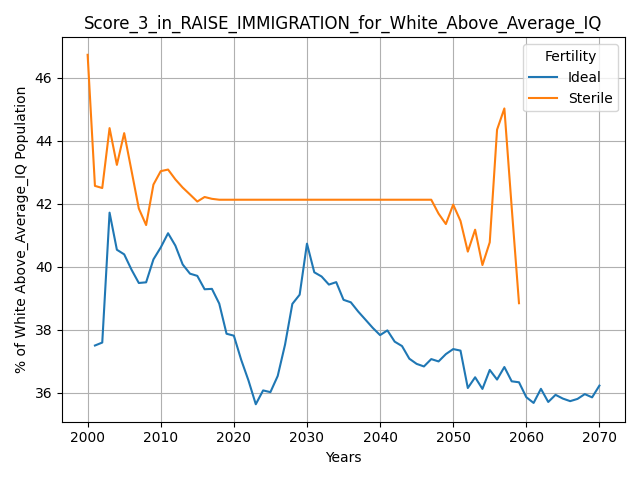 Score_3_in_RAISE_IMMIGRATION_for_White_Above_Average_IQ
% of White Above_Average_IQ Population
46
44
42
40
38
36
Fertility
Ideal
Sterile
2000 2010 2020 2030 2040 2050 2060 2070
Years